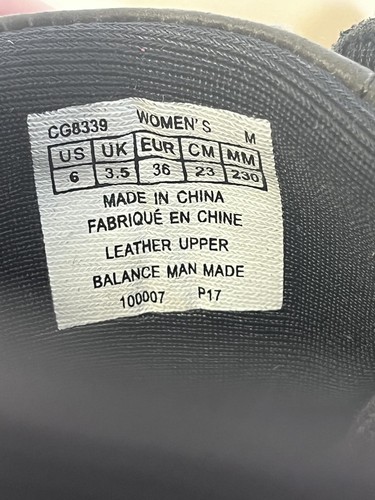 CG8339 WOMEN'S M
US UK EUR CM MM
6 3.5 36 23 230
MADE IN CHINA
FABRIQUÉ EN CHINE
LEATHER UPPER
BALANCE MAN MADE
100007 P17